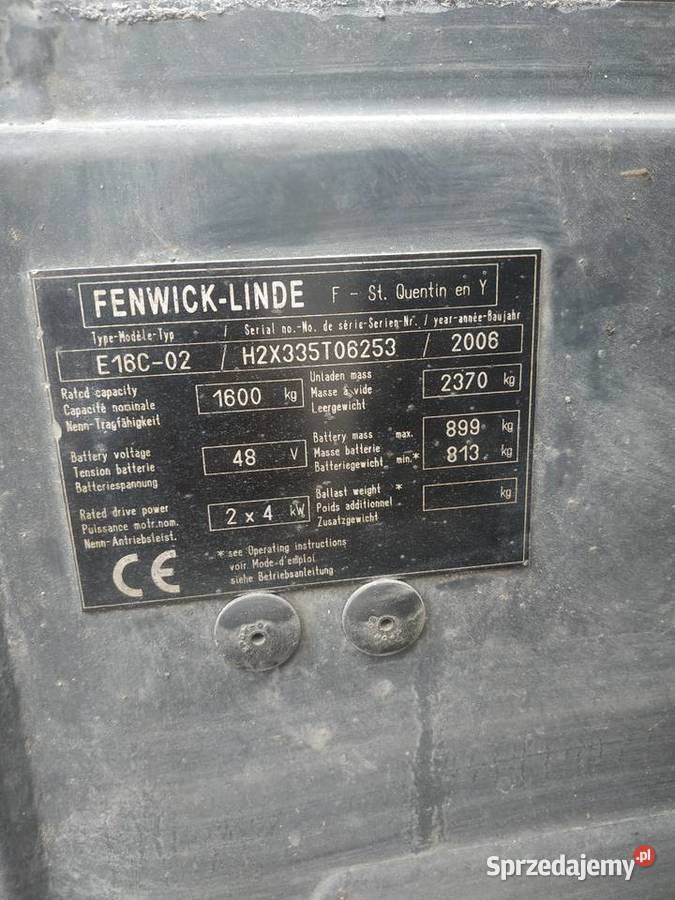 FENWICK-LINDE F - St. Quentin en Y
Type-Modèle-Typ / Serial no.-No. de série-Serien-Nr. / year-année-Baujahr
E16C-02 / H2X335T06253 / 2006
Rated capacity
Capacité nominale
Nenn-Tragfähigkeit
1600 kg
Unladen mass
Masse à vide
Leergewicht
2370 kg
Battery voltage
Tension batterie
Batteriespannung
48 V
Battery mass max. 899 kg
Masse batterie
Batteriegewicht min.* 813 kg
Rated drive power
Puissance motr.nom.
Nenn-Antriebsleist.
2 x 4 kW
Ballast weight *
Poids additionnel
Zusatzgewicht
kg
CE
* see Operating instructions
voir Mode d'emploi
siehe Betriebsanleitung
Sprzedajemy.pl